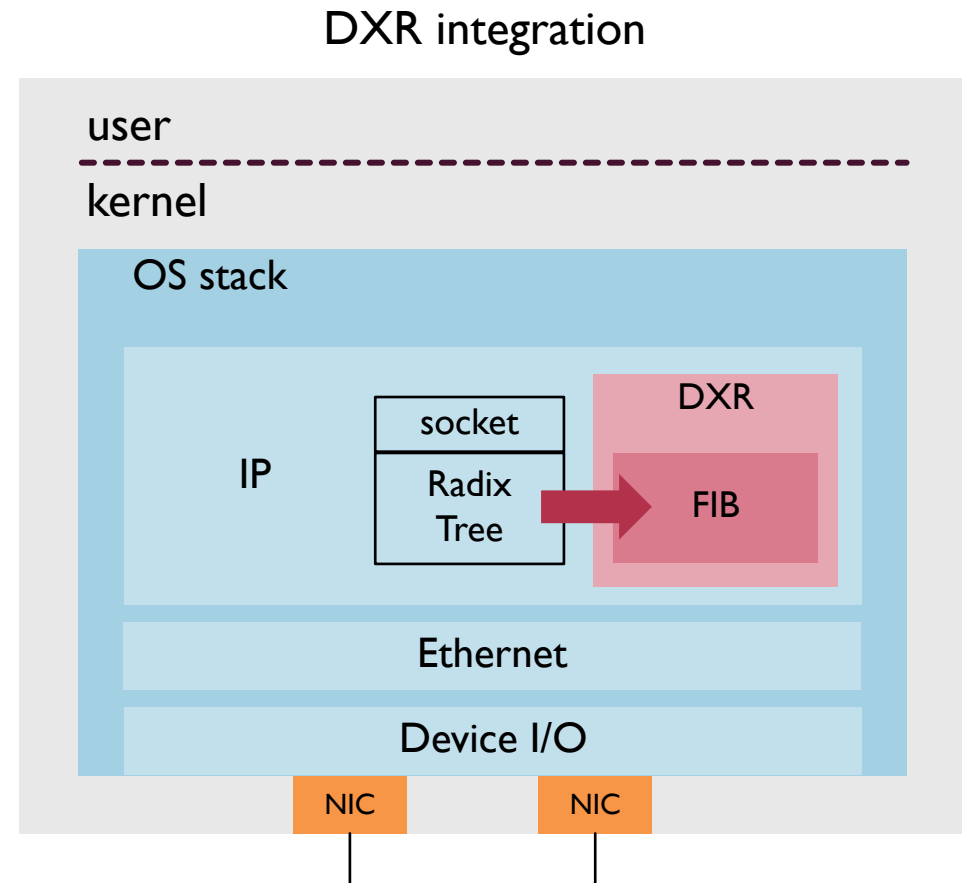 DXR integration
user
kernel
OS stack
IP
socket
Radix
Tree
DXR
FIB
Ethernet
Device I/O
NIC
NIC